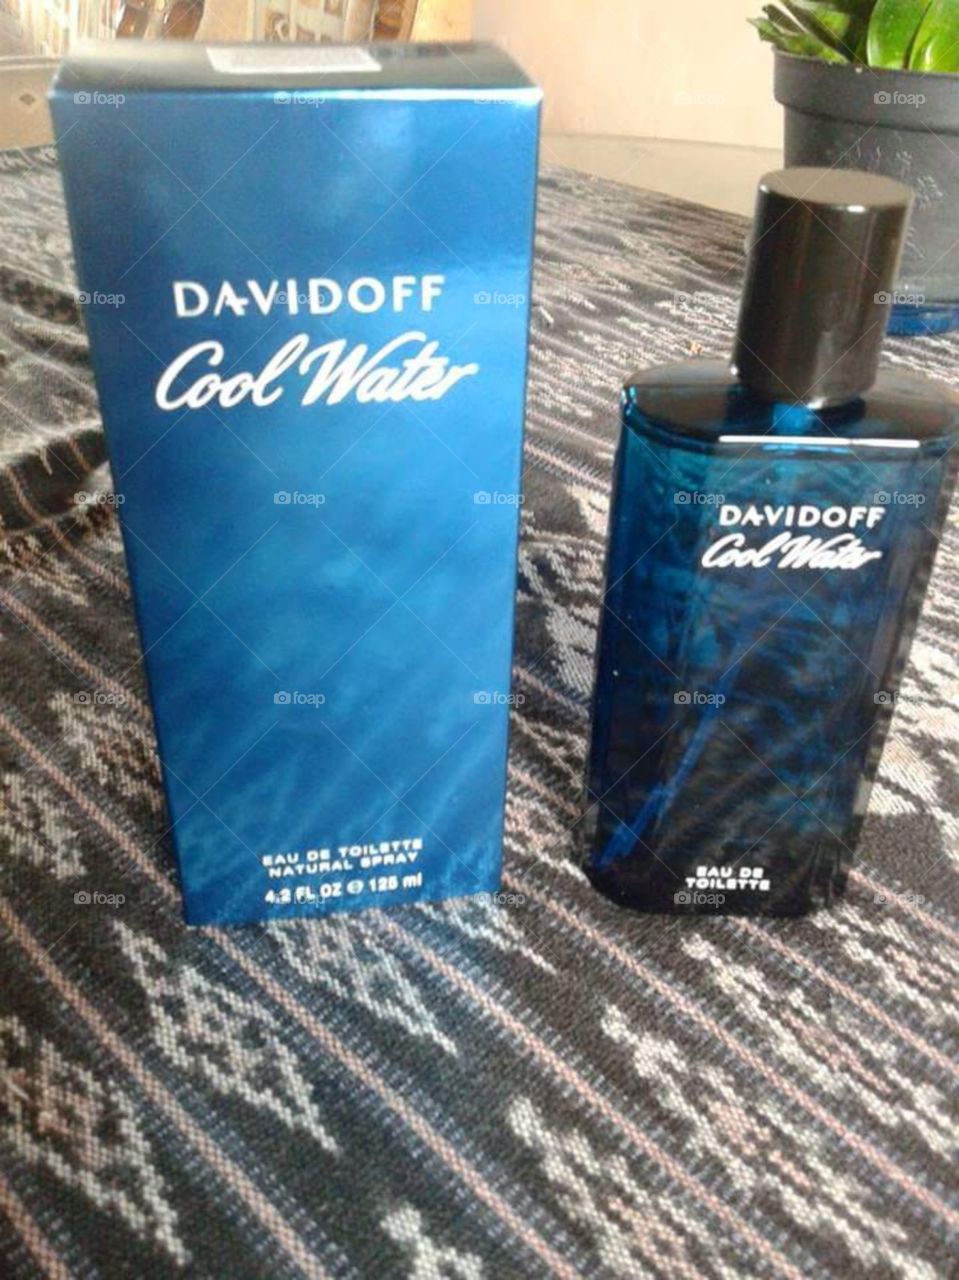 DAVIDOFF
Cool Water
EAU DE TOILETTE
NATURAL SPRAY
4.2 FL OZ e 125 ml
DAVIDOFF
Cool Water
EAU DE
TOILETTE
foap